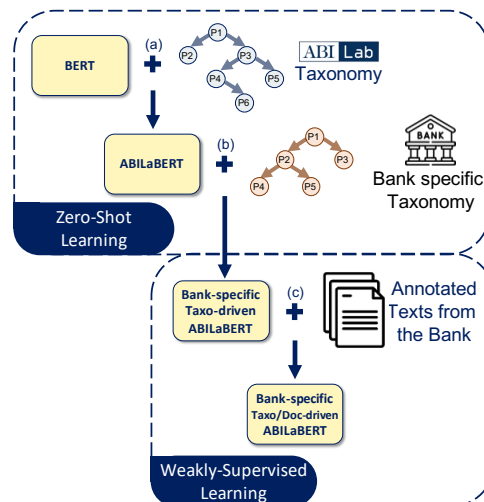 (a)
BERT
P1
P2
P3
P4
P5
P6
ABI Lab
Taxonomy
ABILaBERT
(b)
P1
P2
P3
P4
P5
BANK
Bank specific
Taxonomy
Zero-Shot
Learning
Bank-specific
Taxo-driven
ABILaBERT
(c)
Annotated
Texts from
the Bank
Bank-specific
Taxo/Doc-driven
ABILaBERT
Weakly-Supervised
Learning